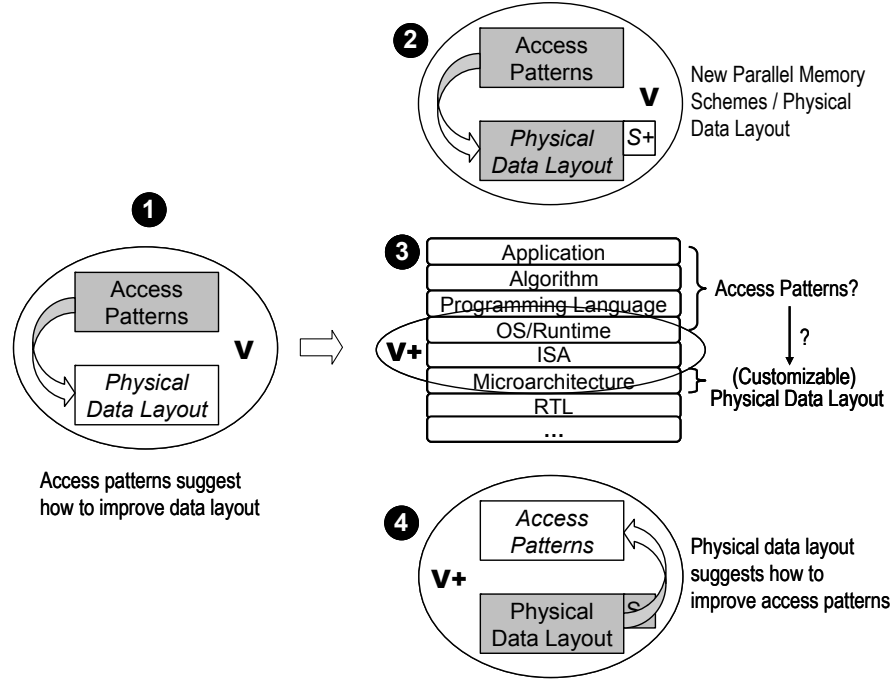 1
Access
Patterns
Physical
Data Layout
V
Access patterns suggest
how to improve data layout
2
Access
Patterns
V
Physical
Data Layout
S+
New Parallel Memory
Schemes / Physical
Data Layout
3
Application
Algorithm
Programming Language
OS/Runtime
ISA
Microarchitecture
RTL
...
V+
Access Patterns?
?
(Customizable)
Physical Data Layout
4
Access
Patterns
V+
Physical
Data Layout
S
Physical data layout
suggests how to
improve access patterns